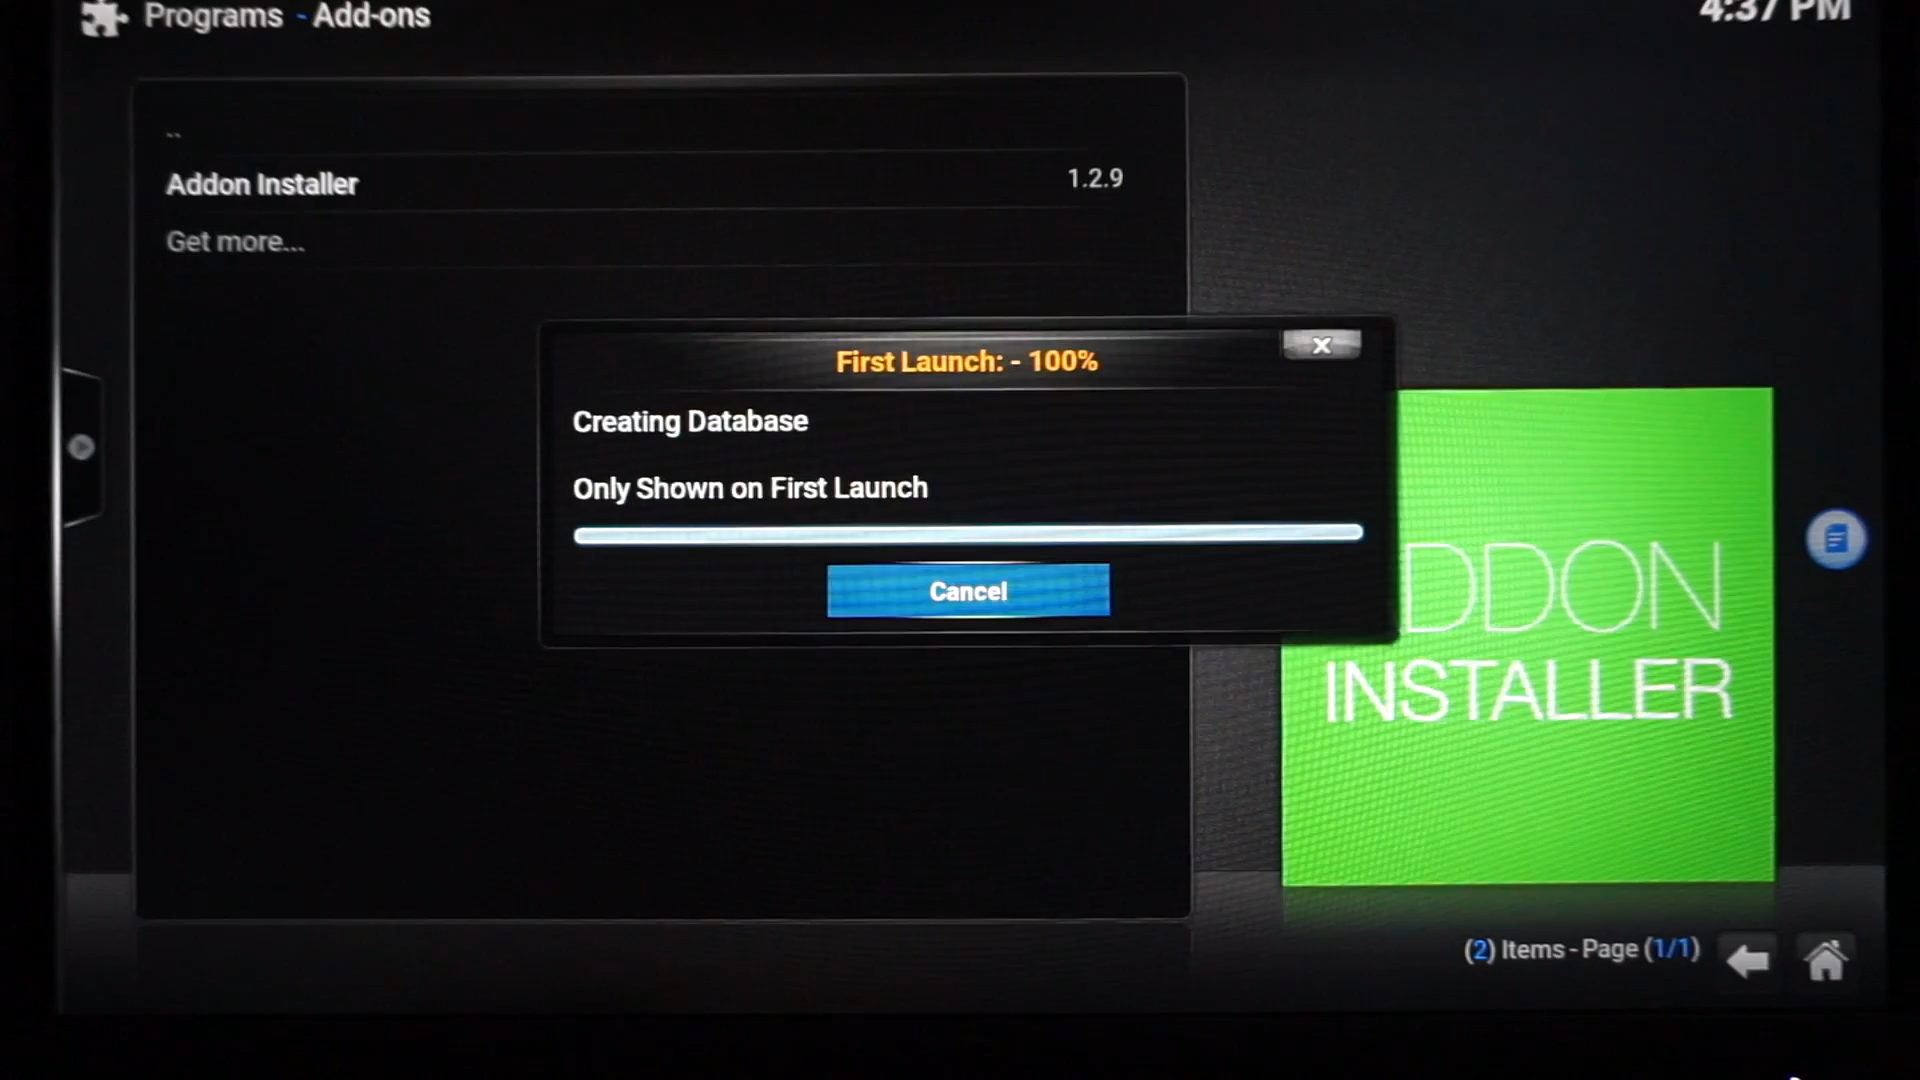 Programs - Add-ons
4:37 PM
..
Addon Installer 1.2.9
Get more...
First Launch: - 100%
x
Creating Database
Only Shown on First Launch
Cancel
DDON
INSTALLER
(2) Items - Page (1/1)